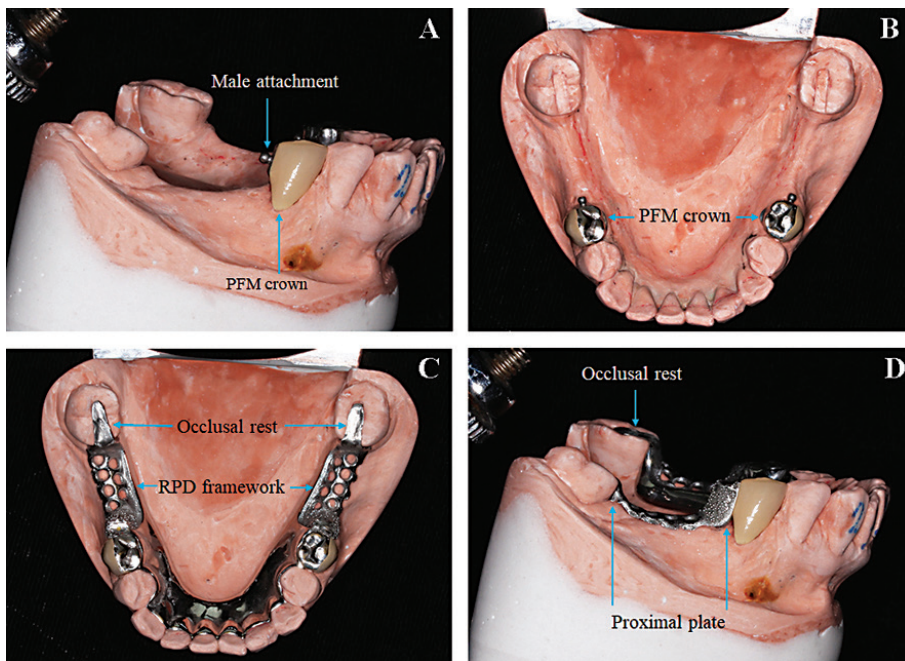 A
Male attachment
PFM crown
B
PFM crown
C
Occlusal rest
RPD framework
D
Occlusal rest
Proximal plate